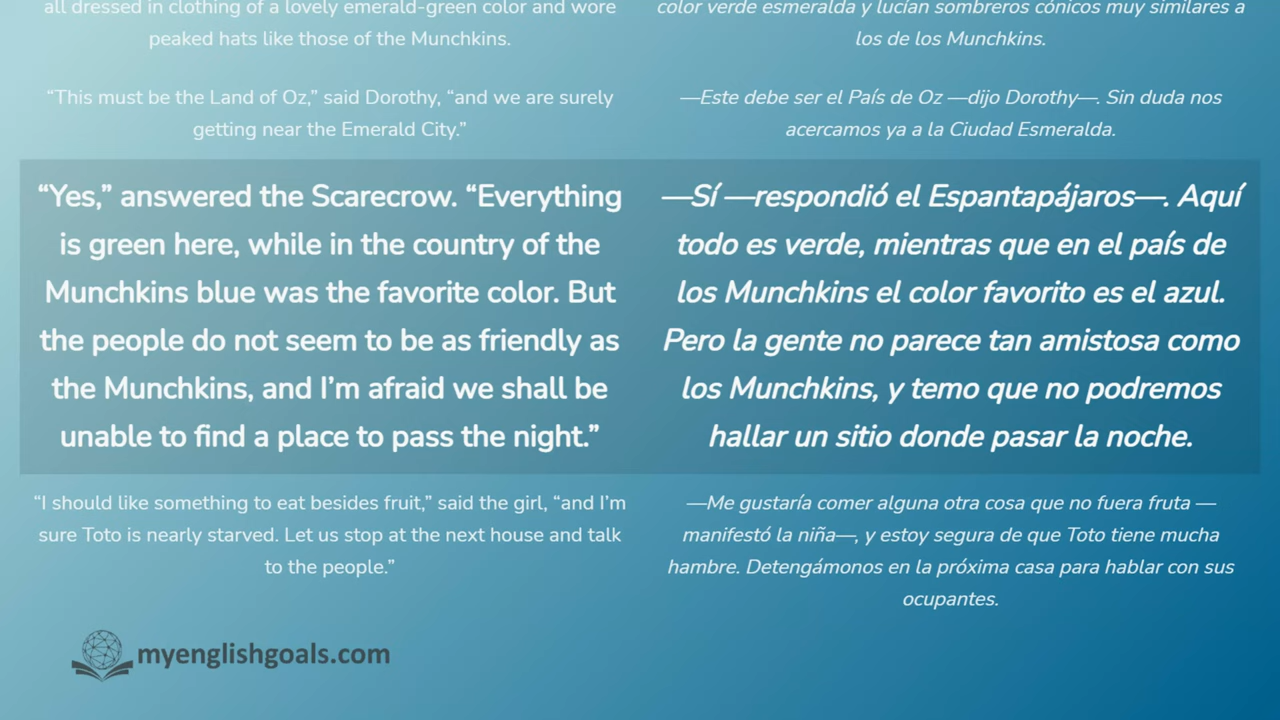 all dressed in clothing of a lovely emerald-green color and wore
peaked hats like those of the Munchkins.
“This must be the Land of Oz,” said Dorothy, “and we are surely
getting near the Emerald City.”
“Yes,” answered the Scarecrow. “Everything
is green here, while in the country of the
Munchkins blue was the favorite color. But
the people do not seem to be as friendly as
the Munchkins, and I’m afraid we shall be
unable to find a place to pass the night.”
“I should like something to eat besides fruit,” said the girl, “and I’m
sure Toto is nearly starved. Let us stop at the next house and talk
to the people.”
color verde esmeralda y lucían sombreros cónicos muy similares a
los de los Munchkins.
—Este debe ser el País de Oz —dijo Dorothy—. Sin duda nos
acercamos ya a la Ciudad Esmeralda.
—Sí —respondió el Espantapájaros—. Aquí
todo es verde, mientras que en el país de
los Munchkins el color favorito es el azul.
Pero la gente no parece tan amistosa como
los Munchkins, y temo que no podremos
hallar un sitio donde pasar la noche.
—Me gustaría comer alguna otra cosa que no fuera fruta —
manifestó la niña—, y estoy segura de que Toto tiene mucha
hambre. Detengámonos en la próxima casa para hablar con sus
ocupantes.
myenglishgoals.com